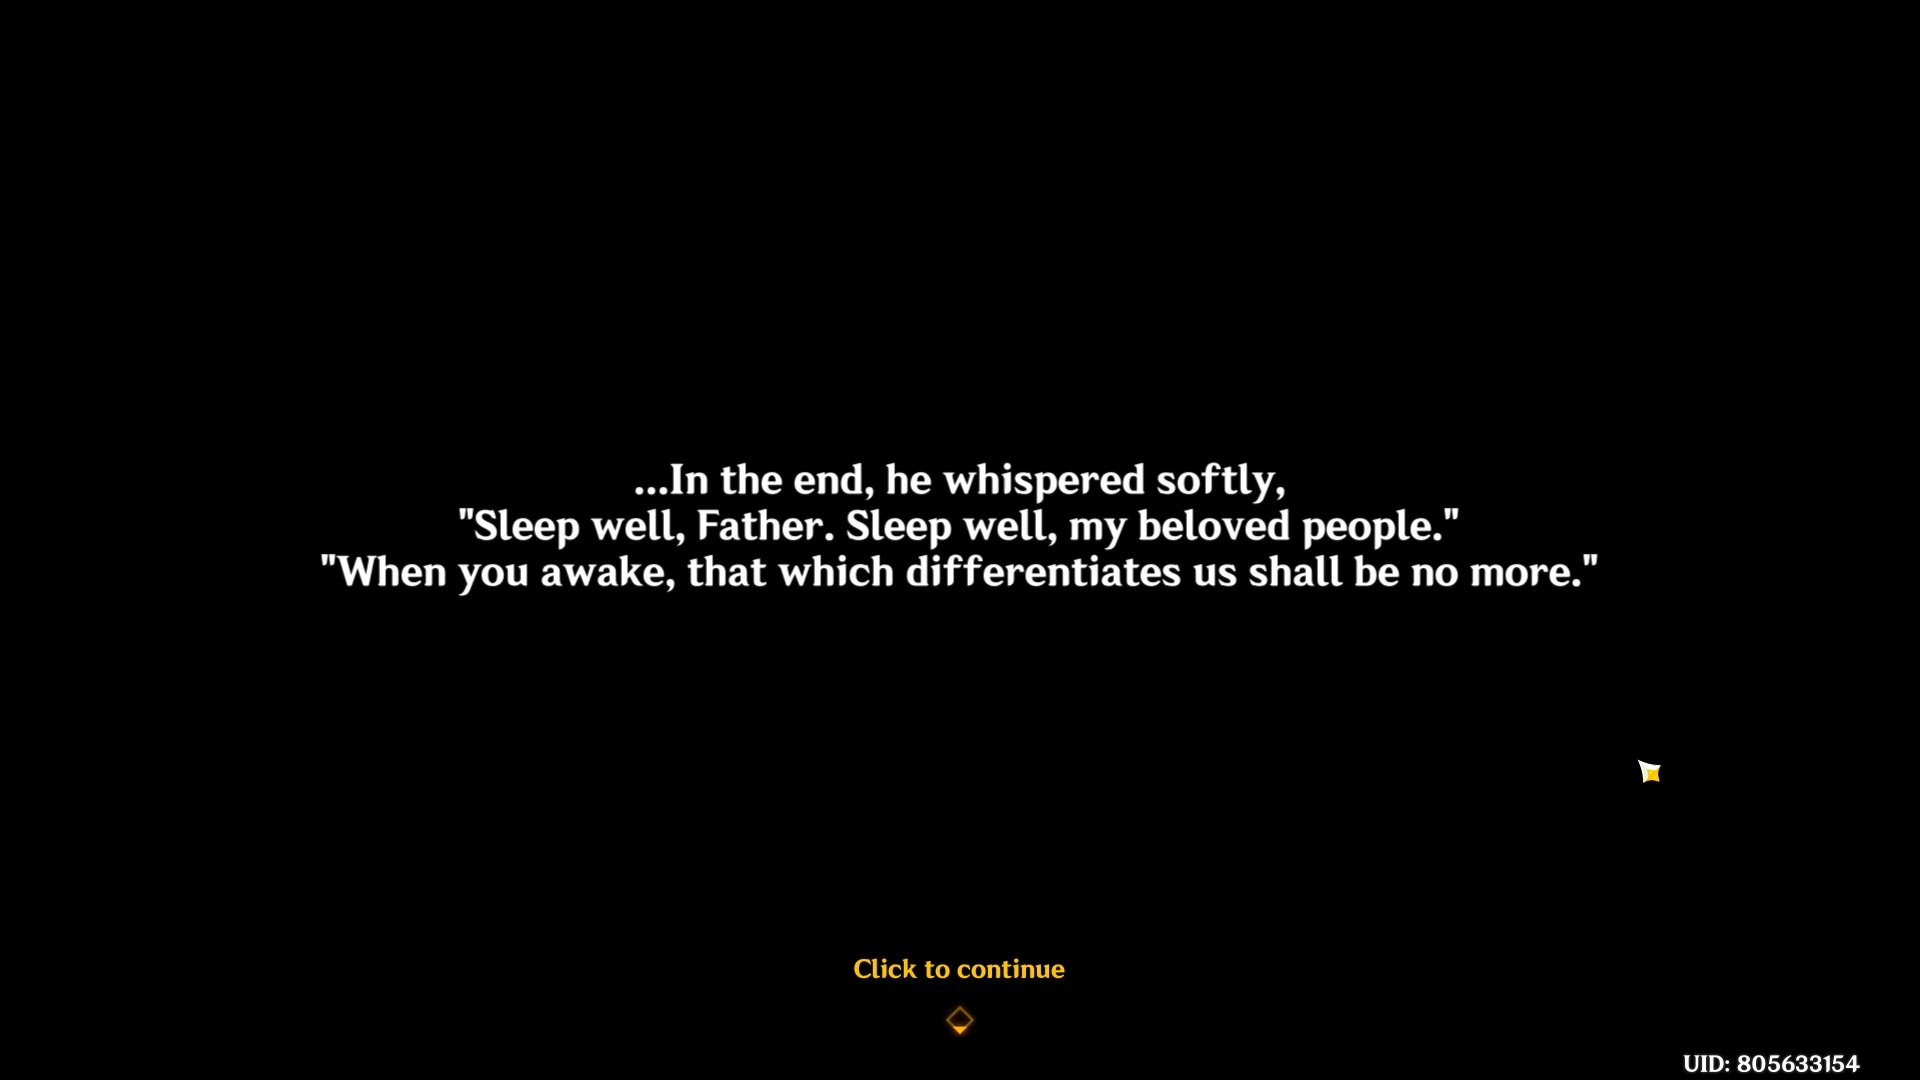 ...In the end, he whispered softly,
"Sleep well, Father. Sleep well, my beloved people."
"When you awake, that which differentiates us shall be no more."
Click to continue
UID: 805633154